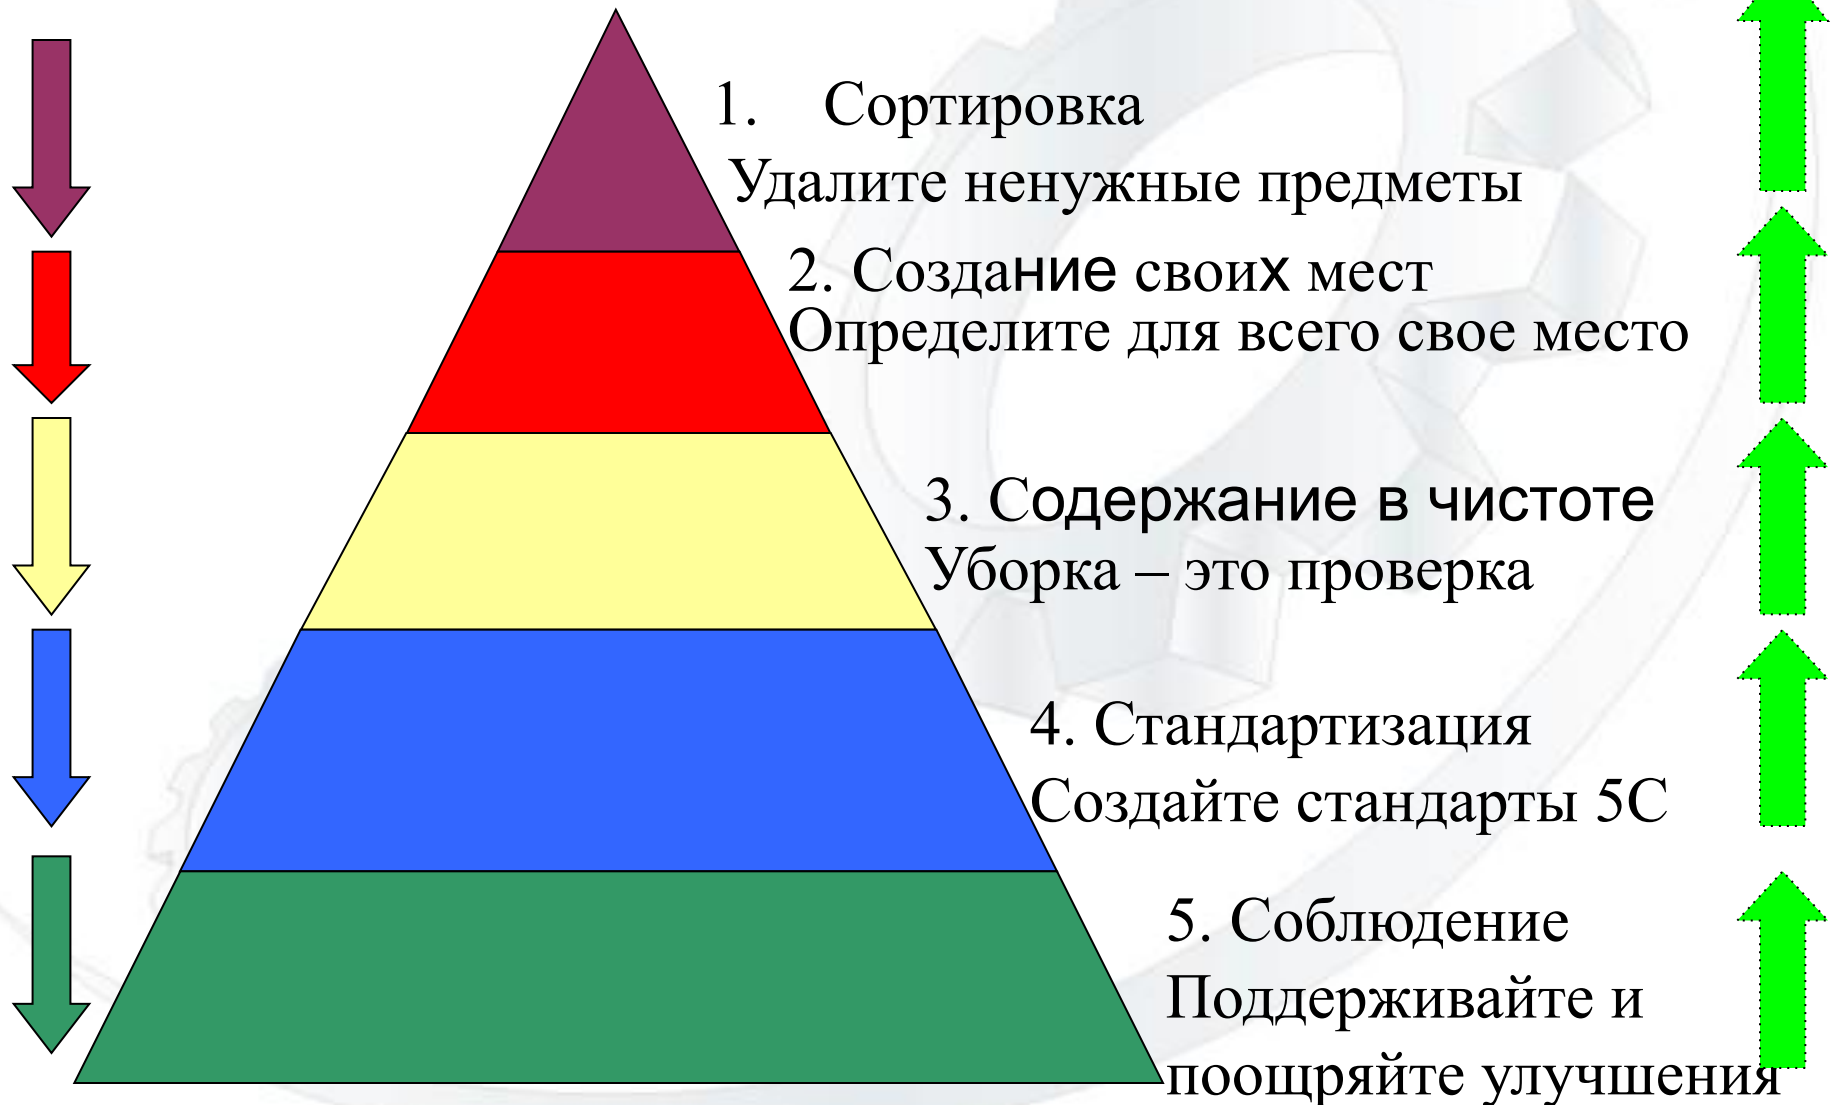 1. Сортировка
Удалите ненужные предметы
2. Создание своих мест
Определите для всего свое место
3. Содержание в чистоте
Уборка – это проверка
4. Стандартизация
Создайте стандарты 5С
5. Соблюдение
Поддерживайте и
поощряйте улучшения